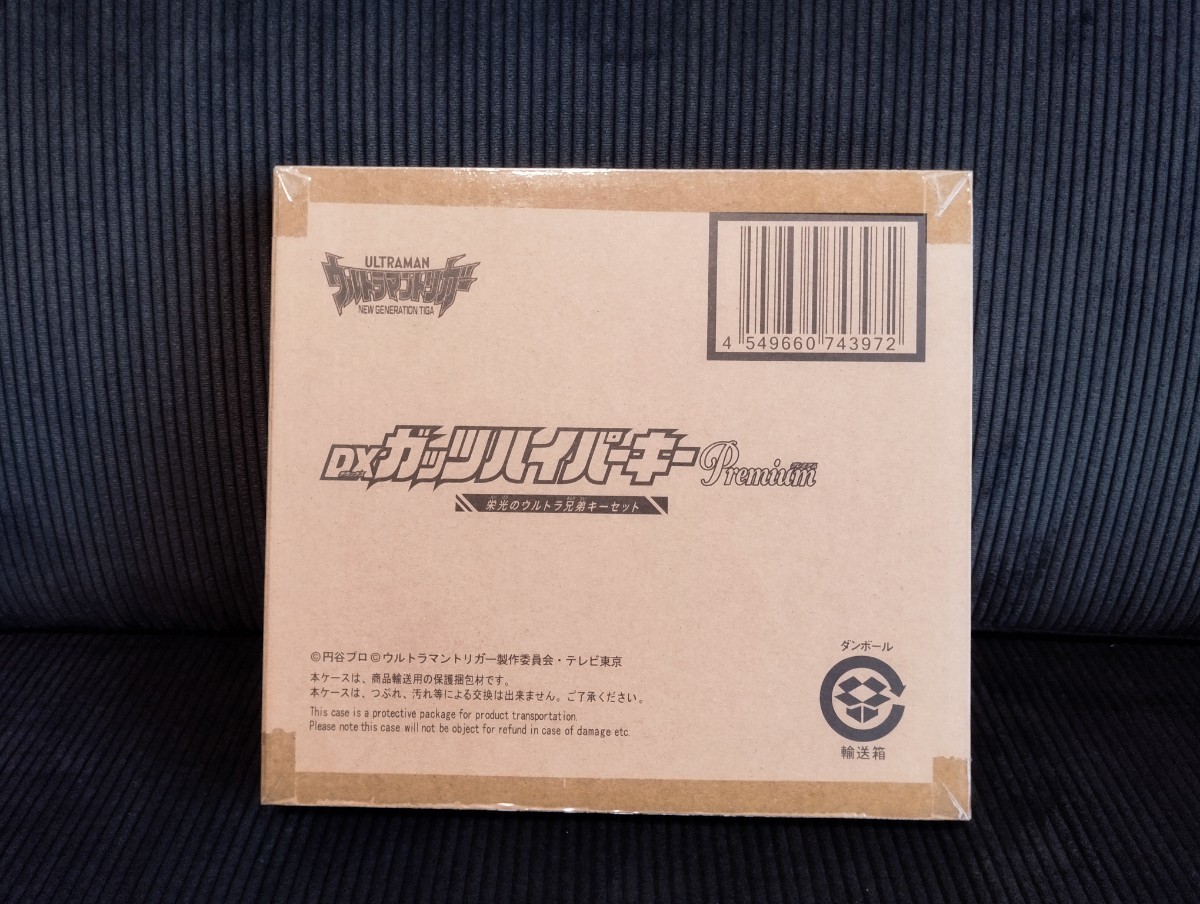 ULTRAMAN
ウルトラマントリガー
NEW GENERATION TIGA
4 549660 743972
DXガッツハイパーキー Premium
栄光のウルトラ兄弟キーセット
©円谷プロ©ウルトラマントリガー製作委員会・テレビ東京
本ケースは、商品輸送用の保護梱包材です。
本ケースは、つぶれ、汚れ等による交換は出来ません。ご了承ください。
This case is a protective package for product transportation.
Please note this case will not be object for refund in case of damage etc.
ダンボール
輸送箱